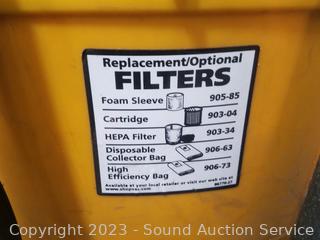 Replacement/Optional
FILTERS
Foam Sleeve 905-85
Cartridge 903-04
HEPA Filter 903-34
Disposable
Collector Bag 906-63
High
Efficiency Bag 906-73
Available at your local retailer or visit our web site at
www.shopvac.com
Copyright 2023 - Sound Auction Service